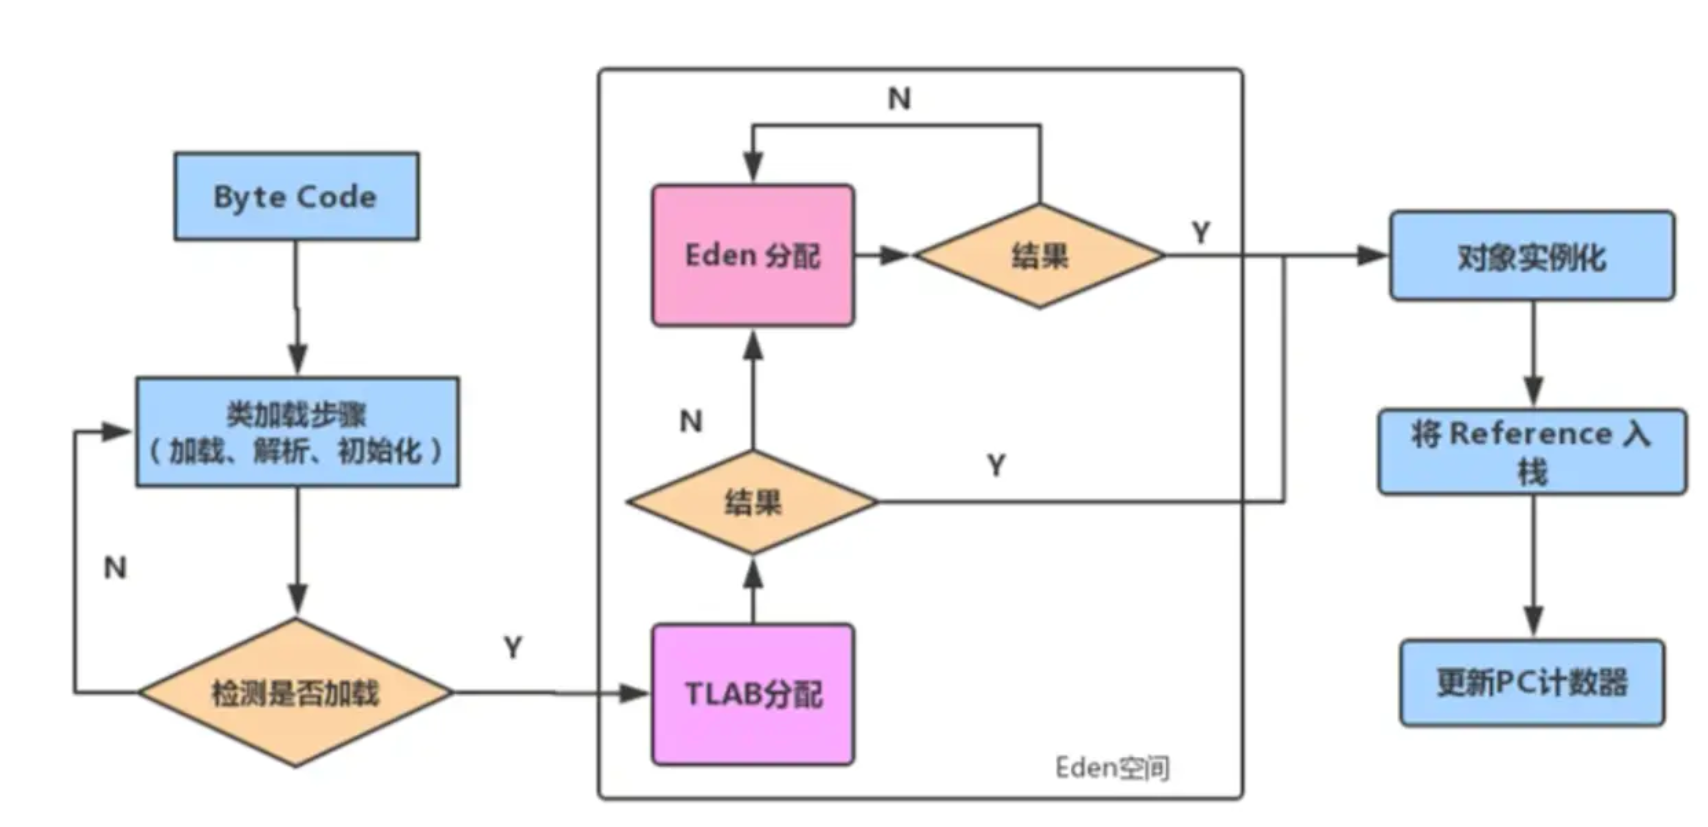 Byte Code
类加载步骤
（加载、解析、初始化）
N
检测是否加载
Y
N
Eden 分配
结果
Y
N
结果
Y
TLAB分配
Eden空间
对象实例化
将 Reference 入
栈
更新PC计数器